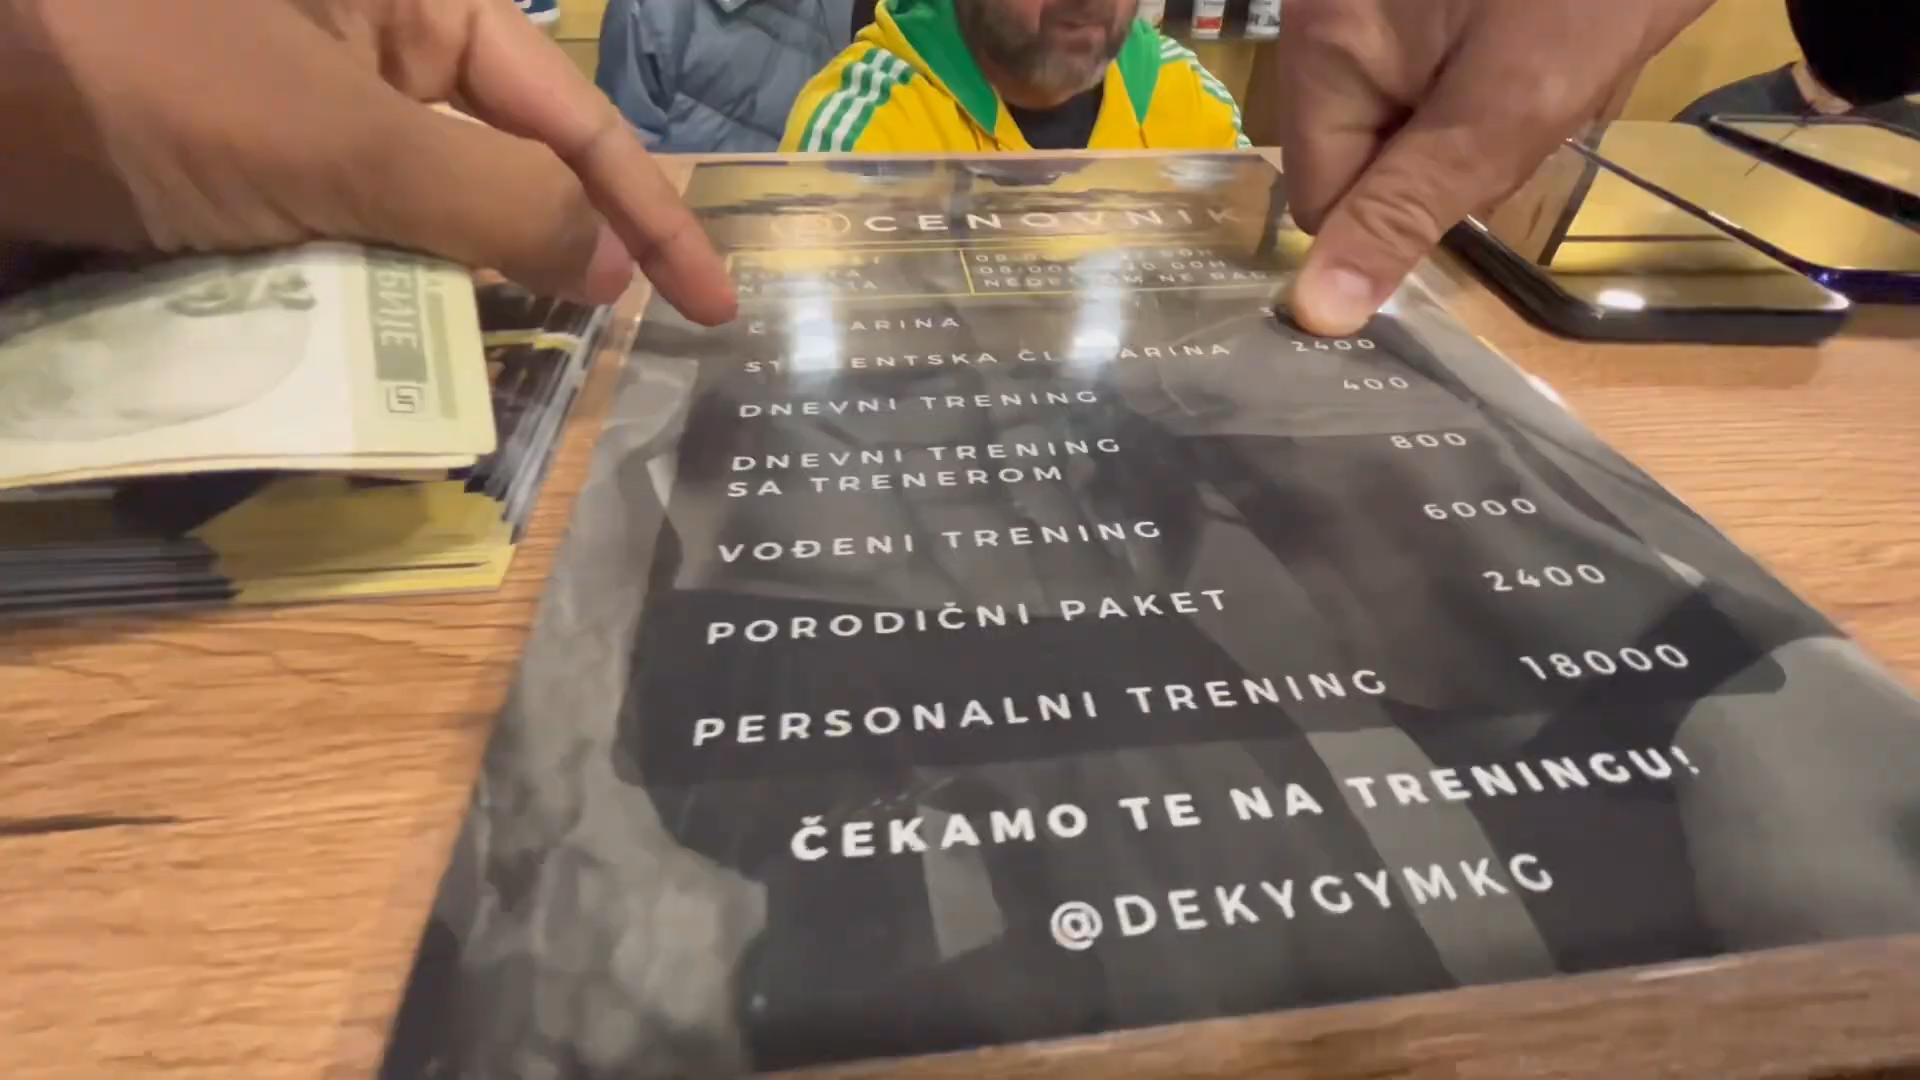 CENOVNIK
STUDENTSKA ČLANARINA 2400
DNEVNI TRENING 400
DNEVNI TRENING
SA TRENEROM 800
VOĐENI TRENING 6000
PORODIČNI PAKET 2400
PERSONALNI TRENING 18000
ČEKAMO TE NA TRENINGU!
@DEKYGYMKG